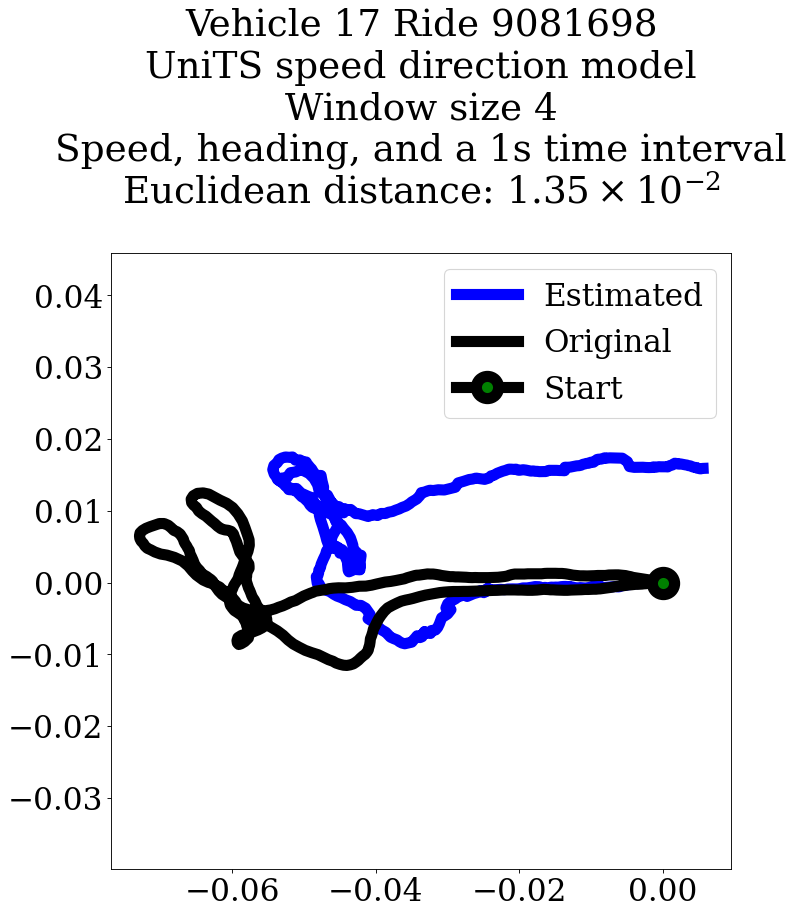 Vehicle 17 Ride 9081698
UniTS speed direction model
Window size 4
Speed, heading, and a 1s time interval
Euclidean distance: 1.35 × 10⁻²
Estimated
Original
Start
0.04
0.03
0.02
0.01
0.00
−0.01
−0.02
−0.03
−0.06 −0.04 −0.02 0.00